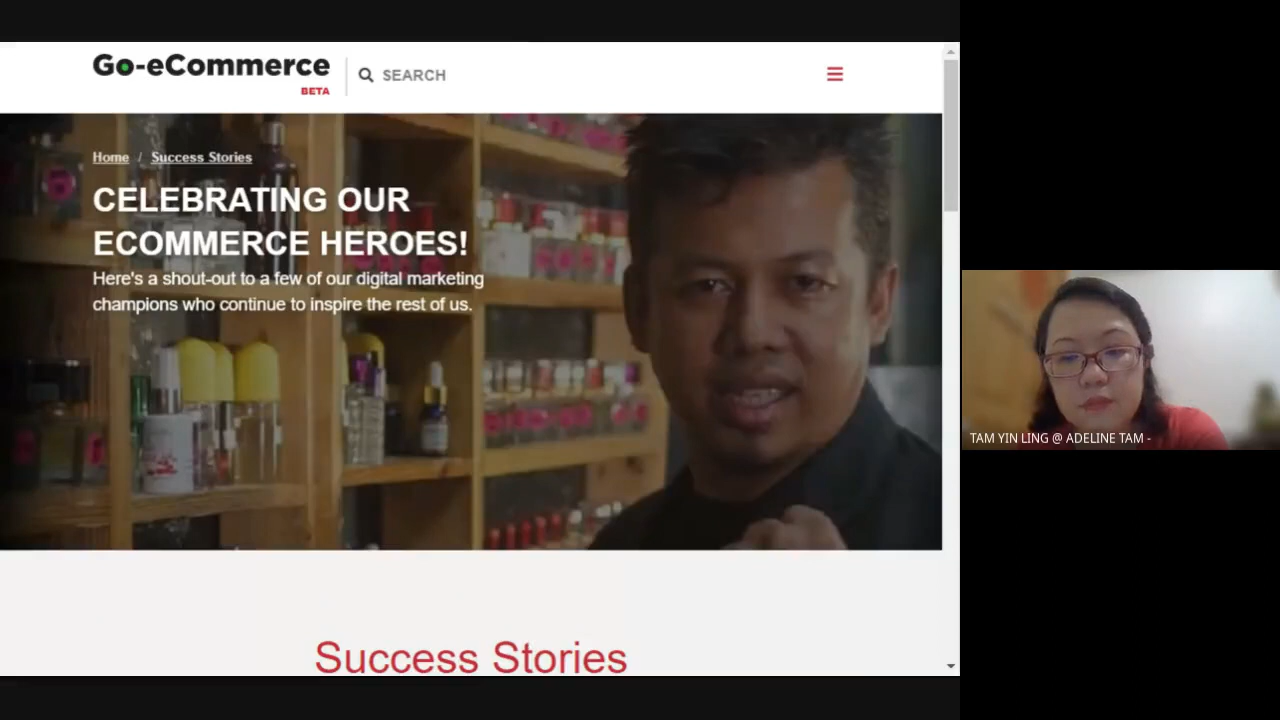 Go-eCommerce
BETA
SEARCH
Home / Success Stories
CELEBRATING OUR
ECOMMERCE HEROES!
Here's a shout-out to a few of our digital marketing
champions who continue to inspire the rest of us.
Success Stories
TAM YIN LING @ ADELINE TAM -